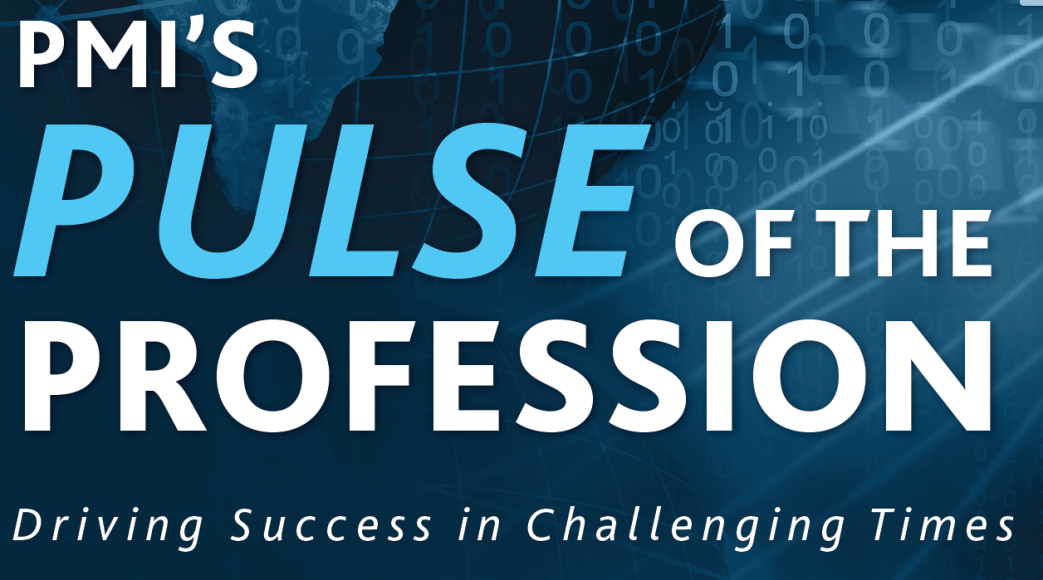 PMI’S
PULSE OF THE
PROFESSION
Driving Success in Challenging Times